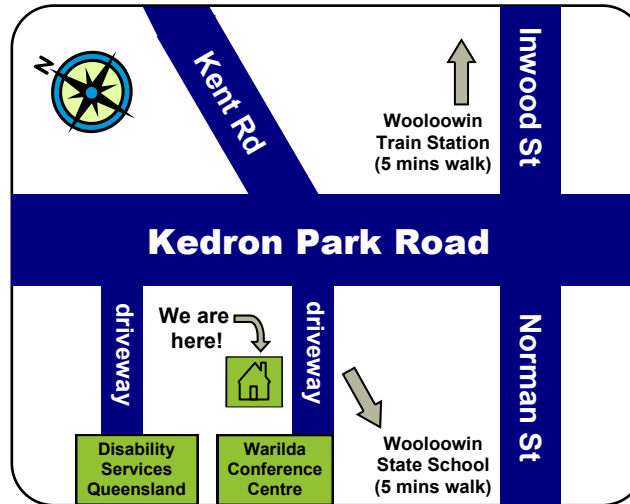 N
Kent Rd
Inwood St
Wooloowin
Train Station
(5 mins walk)
Kedron Park Road
driveway
We are
here!
driveway
Norman St
Disability
Services
Queensland
Warilda
Conference
Centre
Wooloowin
State School
(5 mins walk)